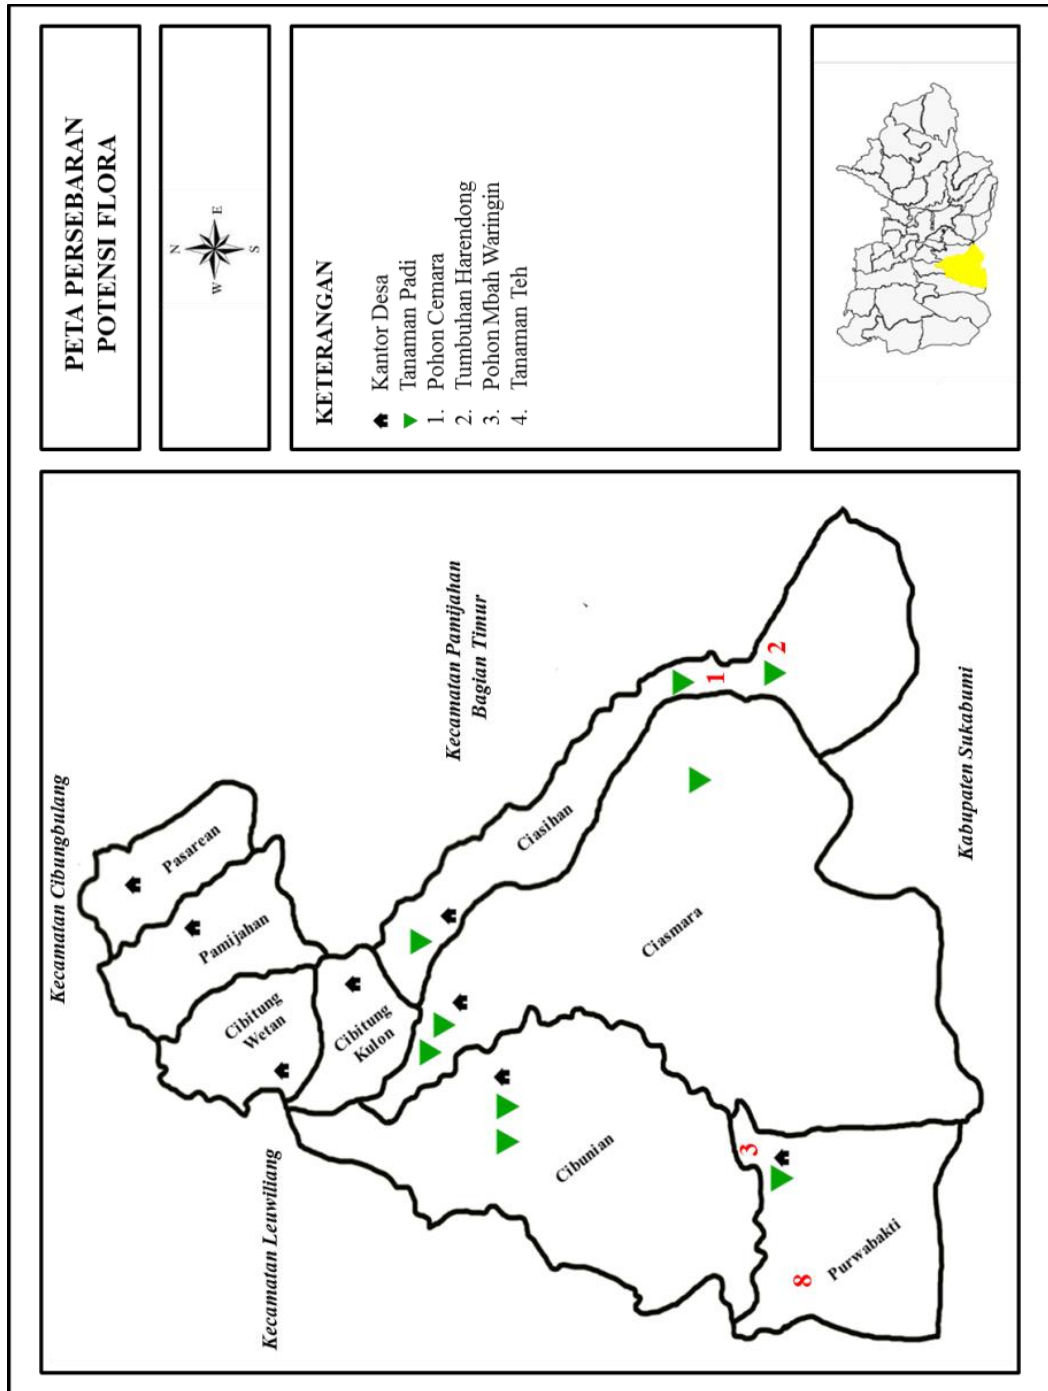 PETA PERSEBARAN
POTENSI FLORA
N
W
E
S
KETERANGAN
Kantor Desa
Tanaman Padi
1. Pohon Cemara
2. Tumbuhan Harendong
3. Pohon Mbah Waringin
4. Tanaman Teh
Kecamatan Cibungbulang
Kecamatan Leuwiliang
Kecamatan Pamijahan
Bagian Timur
Kabupaten Sukabumi
Pasarean
Pamijahan
Cibitung
Wetan
Cibitung
Kulon
Ciasihan
Ciasmara
Cibunian
Purwabakti
1
2
3
8